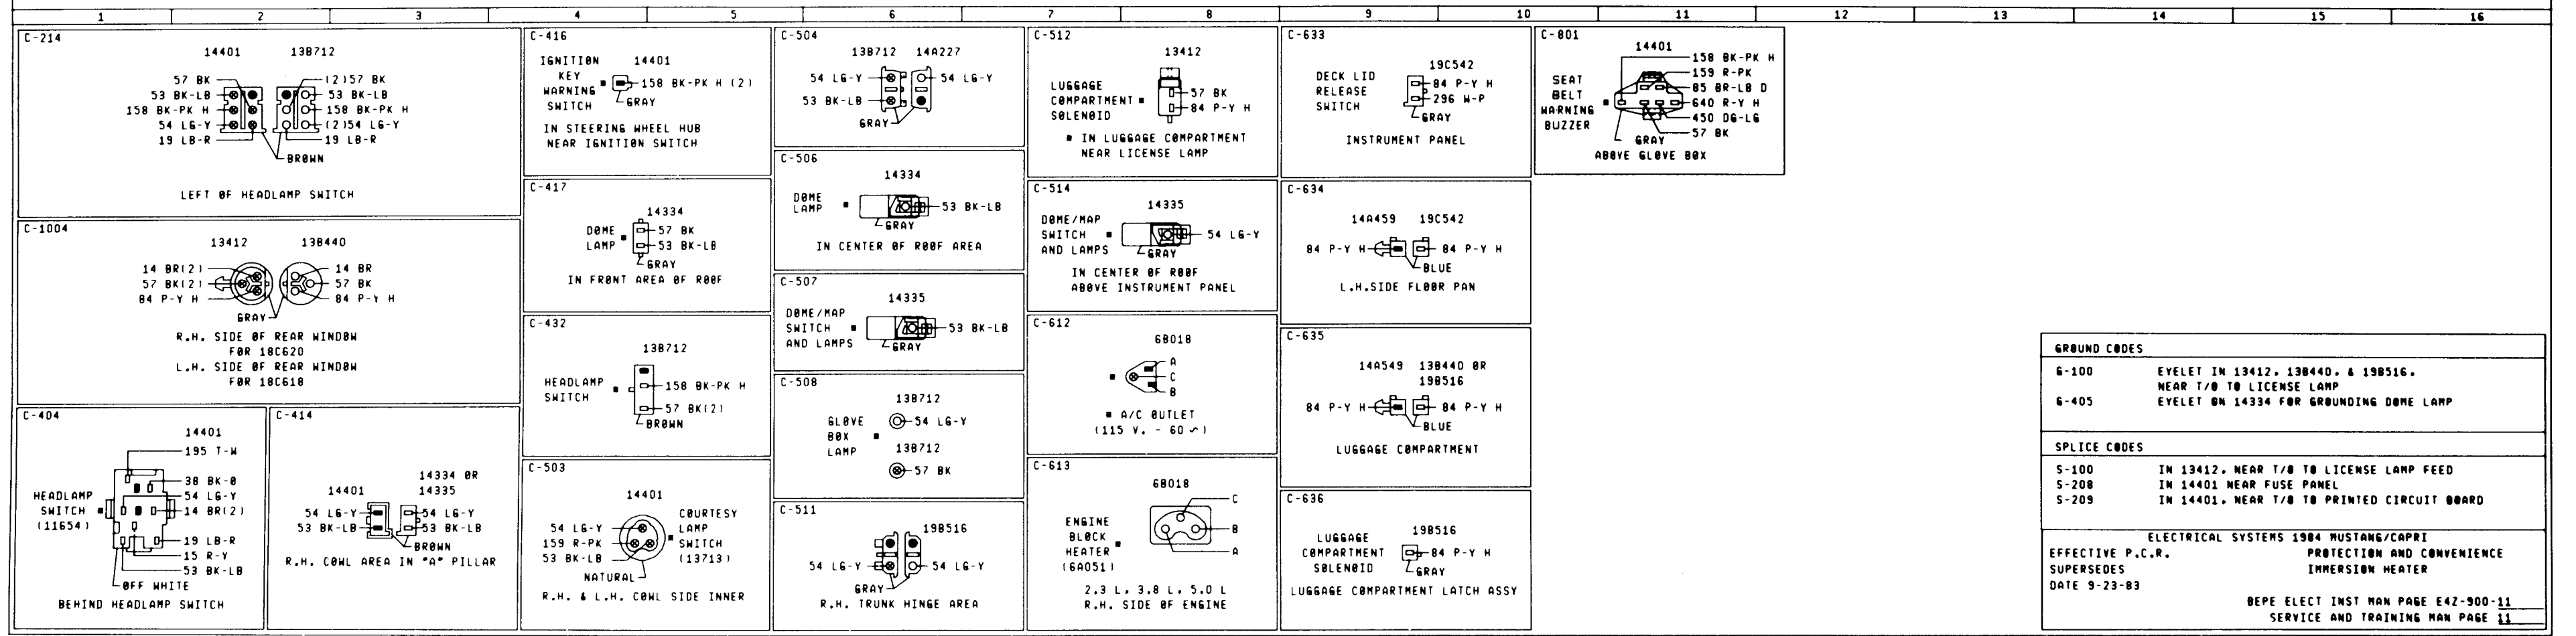 1 2 3 4 5 6 7 8 9 10 11 12 13 14 15 16
C-214
14401 13B712
57 BK (2)57 BK
53 BK-LB 53 BK-LB
158 BK-PK H 158 BK-PK H
54 LG-Y (2)54 LG-Y
19 LB-R 19 LB-R
BROWN
LEFT OF HEADLAMP SWITCH
C-1004
13412 13B440
14 BR(2) 14 BR
57 BK(2) 57 BK
84 P-Y H 84 P-Y H
GRAY
R.H. SIDE OF REAR WINDOW
FOR 18C620
L.H. SIDE OF REAR WINDOW
FOR 18C618
C-404
14401
195 T-W
38 BK-O
54 LG-Y
14 BR(2)
HEADLAMP
SWITCH
(11654)
19 LB-R
15 R-Y
53 BK-LB
OFF WHITE
BEHIND HEADLAMP SWITCH
C-414
14334 OR
14401 14335
54 LG-Y 54 LG-Y
53 BK-LB 53 BK-LB
BROWN
R.H. COWL AREA IN "A" PILLAR
C-416
IGNITION
KEY
WARNING
SWITCH
14401
158 BK-PK H (2)
GRAY
IN STEERING WHEEL HUB
NEAR IGNITION SWITCH
C-417
14334
DOME
LAMP
57 BK
53 BK-LB
GRAY
IN FRONT AREA OF ROOF
C-432
13B712
HEADLAMP
SWITCH
158 BK-PK H
57 BK(2)
BROWN
C-503
14401
COURTESY
LAMP
SWITCH
(13713)
54 LG-Y
159 R-PK
53 BK-LB
NATURAL
R.H. & L.H. COWL SIDE INNER
C-504
13B712 14A227
54 LG-Y 54 LG-Y
53 BK-LB
GRAY
C-506
14334
DOME
LAMP
53 BK-LB
GRAY
IN CENTER OF ROOF AREA
C-507
14335
DOME/MAP
SWITCH
AND LAMPS
53 BK-LB
GRAY
C-508
13B712
GLOVE
BOX
LAMP
54 LG-Y
13B712
57 BK
C-511
19B516
54 LG-Y 54 LG-Y
GRAY
R.H. TRUNK HINGE AREA
C-512
13412
LUGGAGE
COMPARTMENT
SOLENOID
57 BK
84 P-Y H
■ IN LUGGAGE COMPARTMENT
NEAR LICENSE LAMP
C-514
14335
DOME/MAP
SWITCH
AND LAMPS
54 LG-Y
GRAY
IN CENTER OF ROOF
ABOVE INSTRUMENT PANEL
C-612
6B018
A
C
B
■ A/C OUTLET
(115 V. - 60 ~)
C-613
6B018
C
B
A
ENGINE
BLOCK
HEATER
(6A051)
2.3 L, 3.8 L, 5.0 L
R.H. SIDE OF ENGINE
C-633
19C542
DECK LID
RELEASE
SWITCH
84 P-Y H
296 W-P
GRAY
INSTRUMENT PANEL
C-634
14A459 19C542
84 P-Y H 84 P-Y H
BLUE
L.H.SIDE FLOOR PAN
C-635
14A549 13B440 OR
19B516
84 P-Y H 84 P-Y H
BLUE
LUGGAGE COMPARTMENT
C-636
19B516
LUGGAGE
COMPARTMENT
SOLENOID
84 P-Y H
GRAY
LUGGAGE COMPARTMENT LATCH ASSY
C-801
14401
SEAT
BELT
WARNING
BUZZER
158 BK-PK H
159 R-PK
85 BR-LB D
640 R-Y H
450 DG-LG
57 BK
GRAY
ABOVE GLOVE BOX
GROUND CODES
G-100 EYELET IN 13412, 13B440, & 19B516,
NEAR T/O TO LICENSE LAMP
G-405 EYELET ON 14334 FOR GROUNDING DOME LAMP
SPLICE CODES
S-100 IN 13412, NEAR T/O TO LICENSE LAMP FEED
S-208 IN 14401 NEAR FUSE PANEL
S-209 IN 14401, NEAR T/O TO PRINTED CIRCUIT BOARD
ELECTRICAL SYSTEMS 1984 MUSTANG/CAPRI
EFFECTIVE P.C.R. PROTECTION AND CONVENIENCE
SUPERSEDES IMMERSION HEATER
DATE 9-23-83
BEPE ELECT INST MAN PAGE E4Z-900-11
SERVICE AND TRAINING MAN PAGE 11